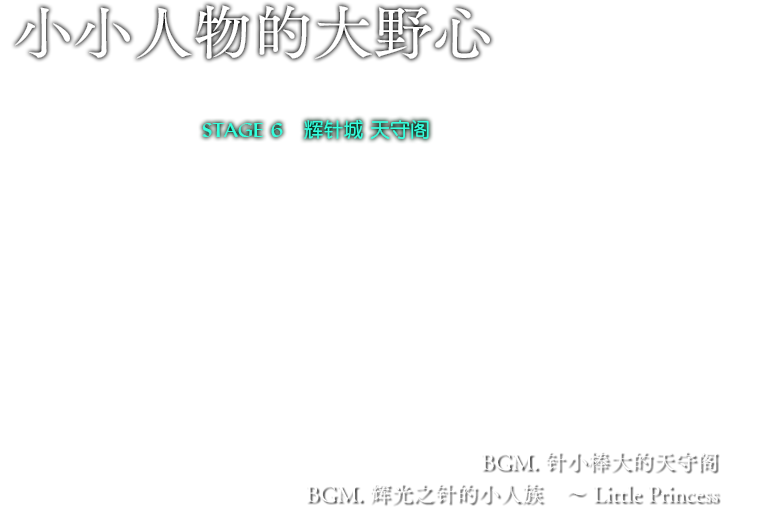 小小人物的大野心
STAGE 6　辉针城 天守阁
BGM. 针小棒大的天守阁
BGM. 辉光之针的小人族　～ Little Princess